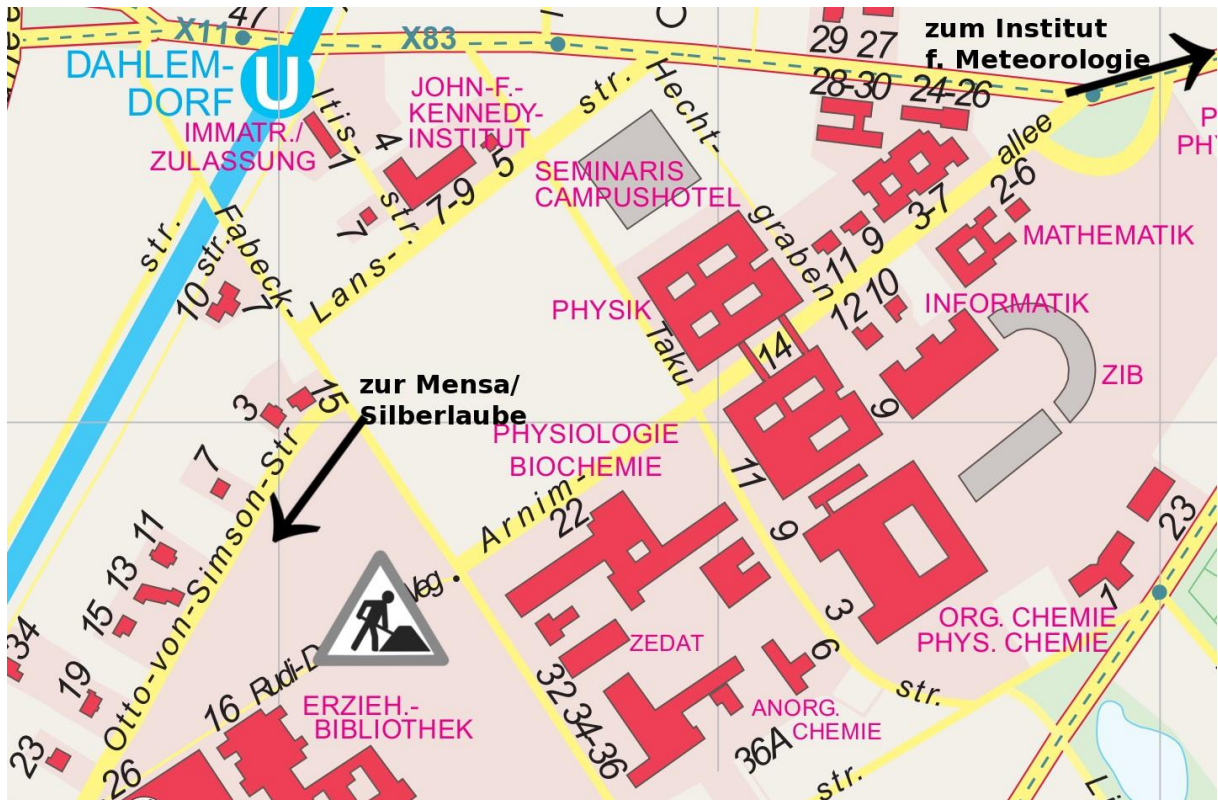 47
X11
X83
U
DAHLEM-
DORF
IMMATR./
ZULASSUNG
Iltis-
str.
1
4
JOHN-F.-
KENNEDY-
INSTITUT
5
7-9
7
str.
Lans-
Hecht-
graben
SEMINARIS
CAMPUSHOTEL
29
27
28-30
24-26
zum Institut
f. Meteorologie
allee
2-6
3-7
9
11
MATHEMATIK
10
12
INFORMATIK
9
ZIB
str.
str.
Fabeck-
10
7
PHYSIK
Taku
14
zur Mensa/
Silberlaube
15
3
7
11
13
15
19
23
34
Otto-von-Simson-Str
PHYSIOLOGIE
BIOCHEMIE
Arnim-
22
11
9
3
6
23
1
ORG. CHEMIE
PHYS. CHEMIE
Weg
Rudi-D
16
26
ERZIEH.-
BIBLIOTHEK
ZEDAT
32
34-36
ANORG.
CHEMIE
36A
str.
str.